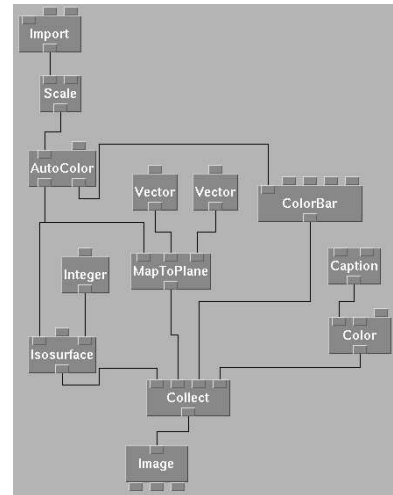 Import
Scale
AutoColor
Vector
Vector
ColorBar
Integer
MapToPlane
Caption
Isosurface
Color
Collect
Image